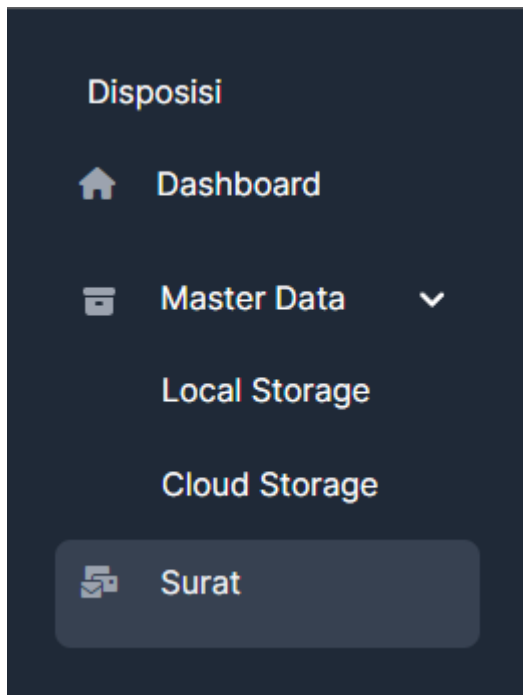 Disposisi
Dashboard
Master Data
Local Storage
Cloud Storage
Surat